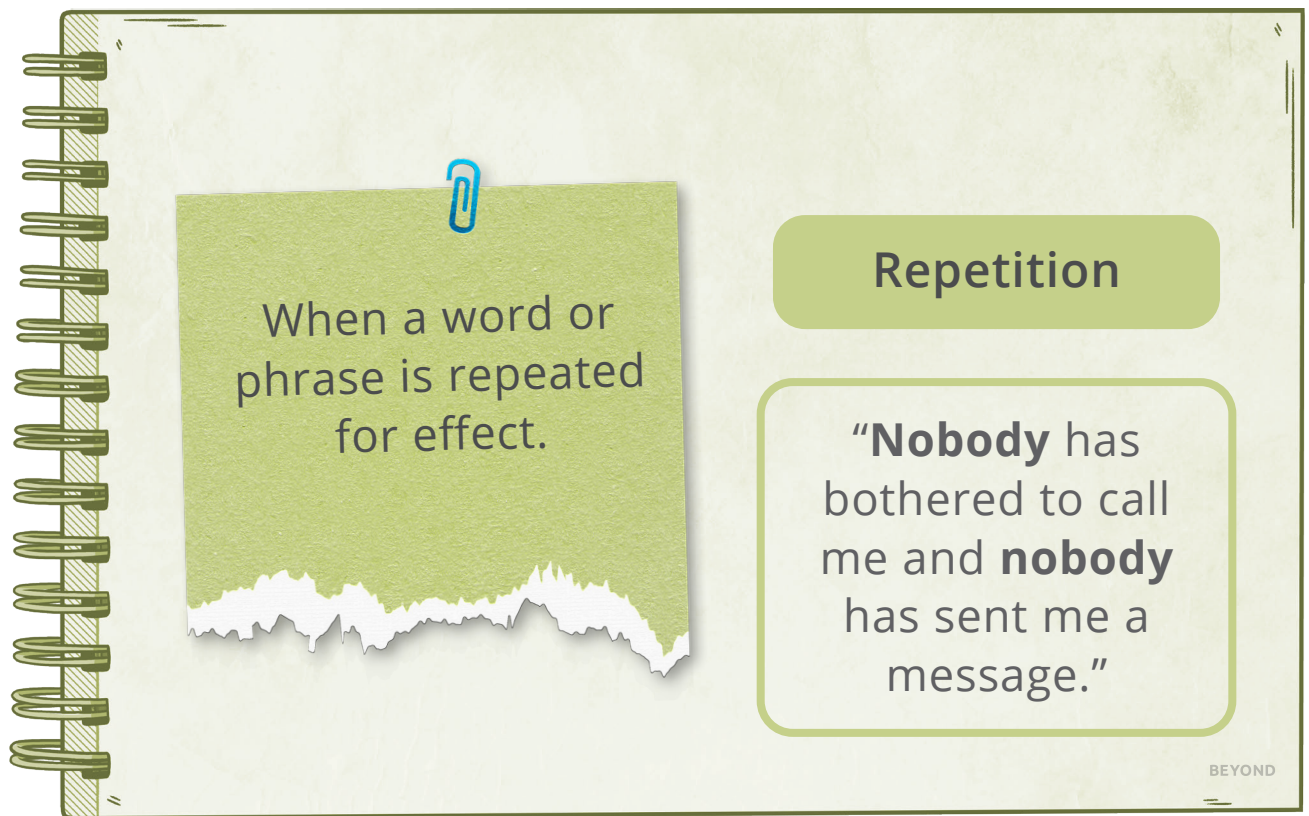 When a word or
phrase is repeated
for effect.
Repetition
“Nobody has
bothered to call
me and nobody
has sent me a
message.”
BEYOND